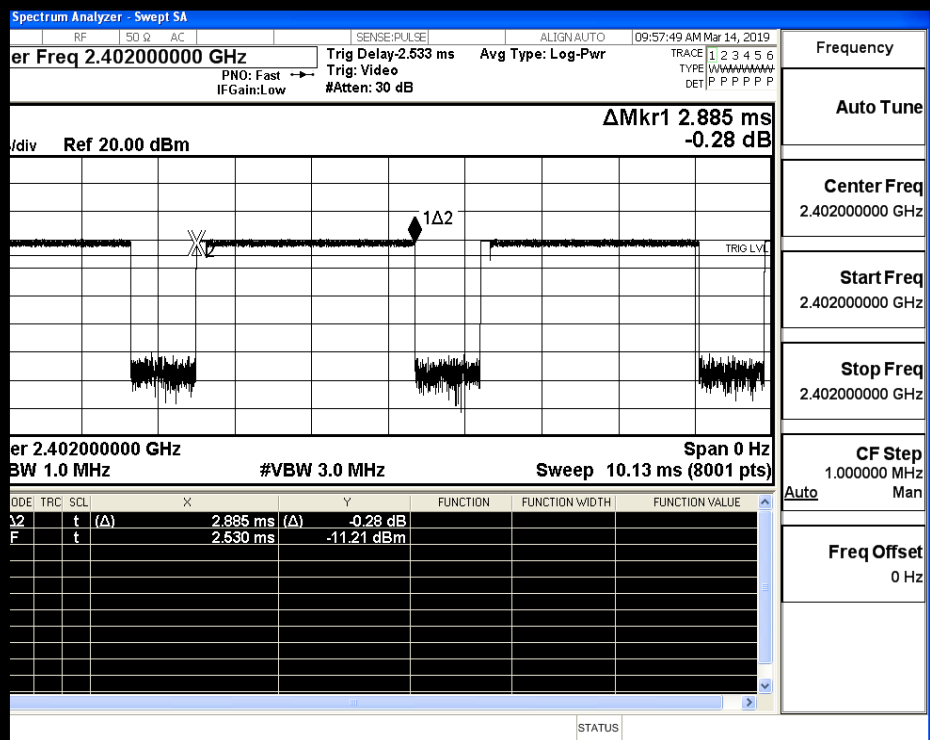 Spectrum Analyzer - Swept SA
RF 50 Ω AC SENSE:PULSE ALIGN AUTO 09:57:49 AM Mar 14, 2019
er Freq 2.402000000 GHz
PNO: Fast
IFGain:Low
Trig Delay-2.533 ms
Trig: Video
#Atten: 30 dB
Avg Type: Log-Pwr
TRACE 1 2 3 4 5 6
TYPE WWWWWW
DET P P P P P P
ΔMkr1 2.885 ms
-0.28 dB
/div Ref 20.00 dBm
1Δ2
TRIG LVL
er 2.402000000 GHz Span 0 Hz
BW 1.0 MHz #VBW 3.0 MHz Sweep 10.13 ms (8001 pts)
ODE TRC SCL X Y FUNCTION FUNCTION WIDTH FUNCTION VALUE
Δ2 t (Δ) 2.885 ms (Δ) -0.28 dB
F t 2.530 ms -11.21 dBm
STATUS
Frequency
Auto Tune
Center Freq
2.402000000 GHz
Start Freq
2.402000000 GHz
Stop Freq
2.402000000 GHz
CF Step
1.000000 MHz
Auto Man
Freq Offset
0 Hz